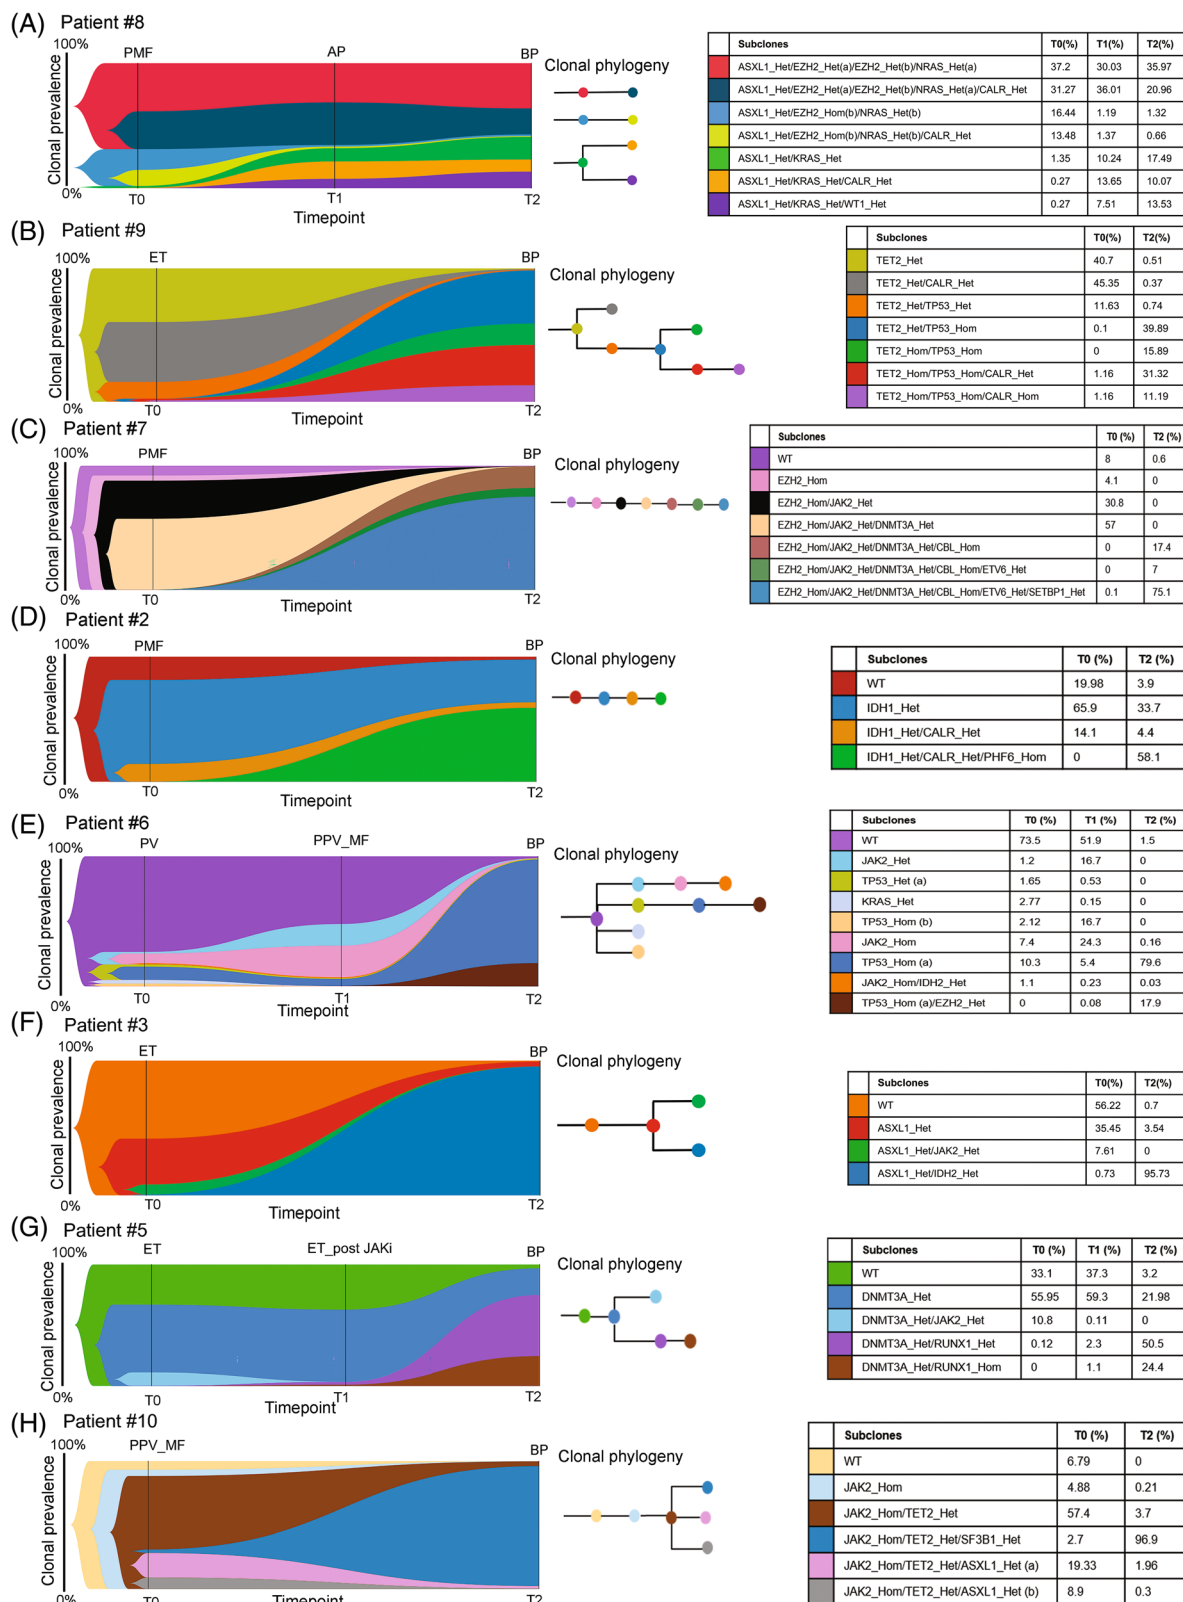 (A) Patient #8
100%
PMF
AP
BP
Clonal prevalence
0%
T0
T1
T2
Timepoint
Clonal phylogeny
Subclones T0(%) T1(%) T2(%)
ASXL1_Het/EZH2_Het(a)/EZH2_Het(b)/NRAS_Het(a) 37.2 30.03 35.97
ASXL1_Het/EZH2_Het(a)/EZH2_Het(b)/NRAS_Het(a)/CALR_Het 31.27 36.01 20.96
ASXL1_Het/EZH2_Hom(b)/NRAS_Het(b) 16.44 1.19 1.32
ASXL1_Het/EZH2_Hom(b)/NRAS_Het(b)/CALR_Het 13.48 1.37 0.66
ASXL1_Het/KRAS_Het 1.35 10.24 17.49
ASXL1_Het/KRAS_Het/CALR_Het 0.27 13.65 10.07
ASXL1_Het/KRAS_Het/WT1_Het 0.27 7.51 13.53
(B) Patient #9
100%
ET
BP
Clonal prevalence
0%
T0
T2
Timepoint
Clonal phylogeny
Subclones T0(%) T2(%)
TET2_Het 40.7 0.51
TET2_Het/CALR_Het 45.35 0.37
TET2_Het/TP53_Het 11.63 0.74
TET2_Het/TP53_Hom 0.1 39.89
TET2_Hom/TP53_Hom 0 15.89
TET2_Hom/TP53_Hom/CALR_Het 1.16 31.32
TET2_Hom/TP53_Hom/CALR_Hom 1.16 11.19
(C) Patient #7
100%
PMF
BP
Clonal prevalence
0%
T0
T2
Timepoint
Clonal phylogeny
Subclones T0 (%) T2 (%)
WT 8 0.6
EZH2_Hom 4.1 0
EZH2_Hom/JAK2_Het 30.8 0
EZH2_Hom/JAK2_Het/DNMT3A_Het 57 0
EZH2_Hom/JAK2_Het/DNMT3A_Het/CBL_Hom 0 17.4
EZH2_Hom/JAK2_Het/DNMT3A_Het/CBL_Hom/ETV6_Het 0 7
EZH2_Hom/JAK2_Het/DNMT3A_Het/CBL_Hom/ETV6_Het/SETBP1_Het 0.1 75.1
(D) Patient #2
100%
PMF
BP
Clonal prevalence
0%
T0
T2
Timepoint
Clonal phylogeny
Subclones T0 (%) T2 (%)
WT 19.98 3.9
IDH1_Het 65.9 33.7
IDH1_Het/CALR_Het 14.1 4.4
IDH1_Het/CALR_Het/PHF6_Hom 0 58.1
(E) Patient #6
100%
PV
PPV_MF
BP
Clonal prevalence
0%
T0
T1
T2
Timepoint
Clonal phylogeny
Subclones T0 (%) T1 (%) T2 (%)
WT 73.5 51.9 1.5
JAK2_Het 1.2 16.7 0
TP53_Het (a) 1.65 0.53 0
KRAS_Het 2.77 0.15 0
TP53_Hom (b) 2.12 16.7 0
JAK2_Hom 7.4 24.3 0.16
TP53_Hom (a) 10.3 5.4 79.6
JAK2_Hom/IDH2_Het 1.1 0.23 0.03
TP53_Hom (a)/EZH2_Het 0 0.08 17.9
(F) Patient #3
100%
ET
BP
Clonal prevalence
0%
T0
T2
Timepoint
Clonal phylogeny
Subclones T0(%) T2(%)
WT 56.22 0.7
ASXL1_Het 35.45 3.54
ASXL1_Het/JAK2_Het 7.61 0
ASXL1_Het/IDH2_Het 0.73 95.73
(G) Patient #5
100%
ET
ET_post JAKi
BP
Clonal prevalence
0%
T0
T1
T2
Timepoint
Clonal phylogeny
Subclones T0 (%) T1 (%) T2 (%)
WT 33.1 37.3 3.2
DNMT3A_Het 55.95 59.3 21.98
DNMT3A_Het/JAK2_Het 10.8 0.11 0
DNMT3A_Het/RUNX1_Het 0.12 2.3 50.5
DNMT3A_Het/RUNX1_Hom 0 1.1 24.4
(H) Patient #10
100%
PPV_MF
BP
Clonal prevalence
0%
T0
T2
Timepoint
Clonal phylogeny
Subclones T0 (%) T2 (%)
WT 6.79 0
JAK2_Hom 4.88 0.21
JAK2_Hom/TET2_Het 57.4 3.7
JAK2_Hom/TET2_Het/SF3B1_Het 2.7 96.9
JAK2_Hom/TET2_Het/ASXL1_Het (a) 19.33 1.96
JAK2_Hom/TET2_Het/ASXL1_Het (b) 8.9 0.3